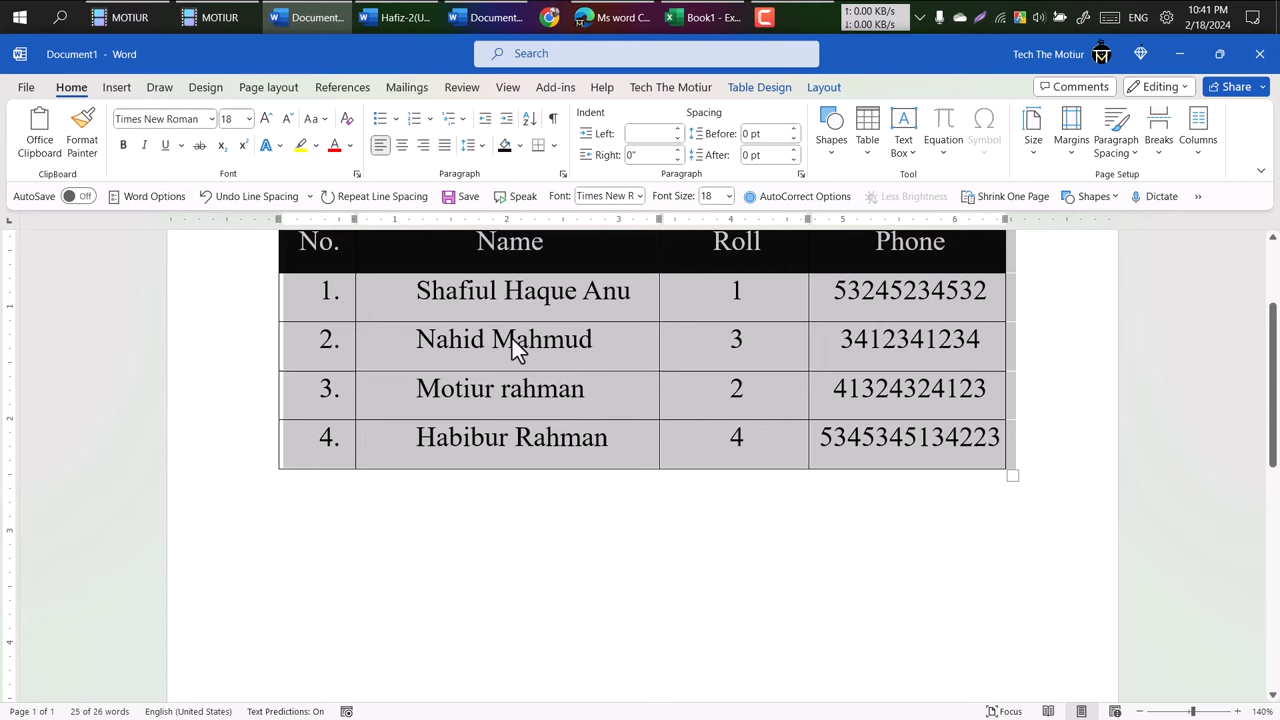 MOTIUR MOTIUR Document... Hafiz-2(U... Document... Ms word C... Book1 - Ex... ↑: 0.00 KB/s ↓: 0.00 KB/s ENG 10:41 PM 2/18/2024
Document1 - Word Search Tech The Motiur
File Home Insert Draw Design Page layout References Mailings Review View Add-ins Help Tech The Motiur Table Design Layout Comments Editing Share
Office Clipboard Format Painter Times New Roman 18 Indent Spacing Shapes Table Text Box Equation Symbol Size Margins Paragraph Spacing Breaks Columns
Left: Before: 0 pt
Right: 0" After: 0 pt
ClipBoard Font Paragraph Paragraph Tool Page Setup
AutoSave Off Word Options Undo Line Spacing Repeat Line Spacing Save Speak Font: Times New R Font Size: 18 AutoCorrect Options Less Brightness Shrink One Page Shapes Dictate
No. Name Roll Phone
1. Shafiul Haque Anu 1 53245234532
2. Nahid Mahmud 3 3412341234
3. Motiur rahman 2 41324324123
4. Habibur Rahman 4 5345345134223
Page 1 of 1 25 of 26 words English (United States) Text Predictions: On Focus 140%